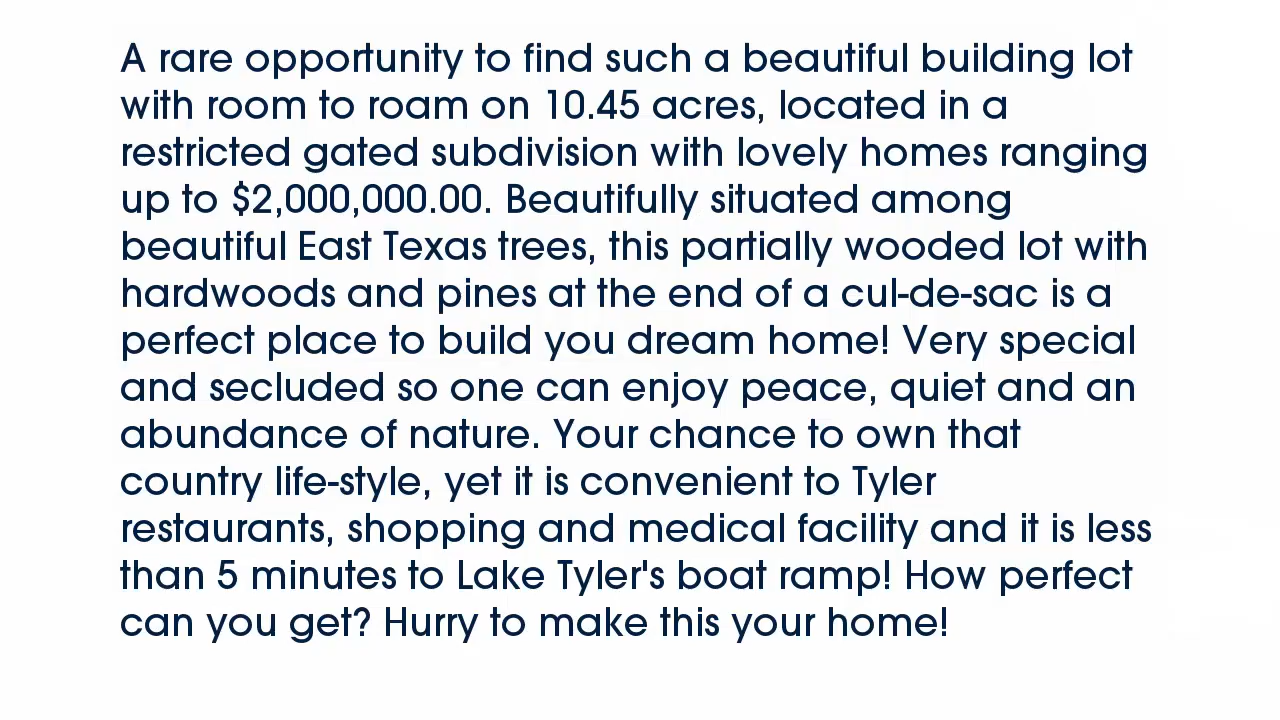 A rare opportunity to find such a beautiful building lot
with room to roam on 10.45 acres, located in a
restricted gated subdivision with lovely homes ranging
up to $2,000,000.00. Beautifully situated among
beautiful East Texas trees, this partially wooded lot with
hardwoods and pines at the end of a cul-de-sac is a
perfect place to build you dream home! Very special
and secluded so one can enjoy peace, quiet and an
abundance of nature. Your chance to own that
country life-style, yet it is convenient to Tyler
restaurants, shopping and medical facility and it is less
than 5 minutes to Lake Tyler's boat ramp! How perfect
can you get? Hurry to make this your home!